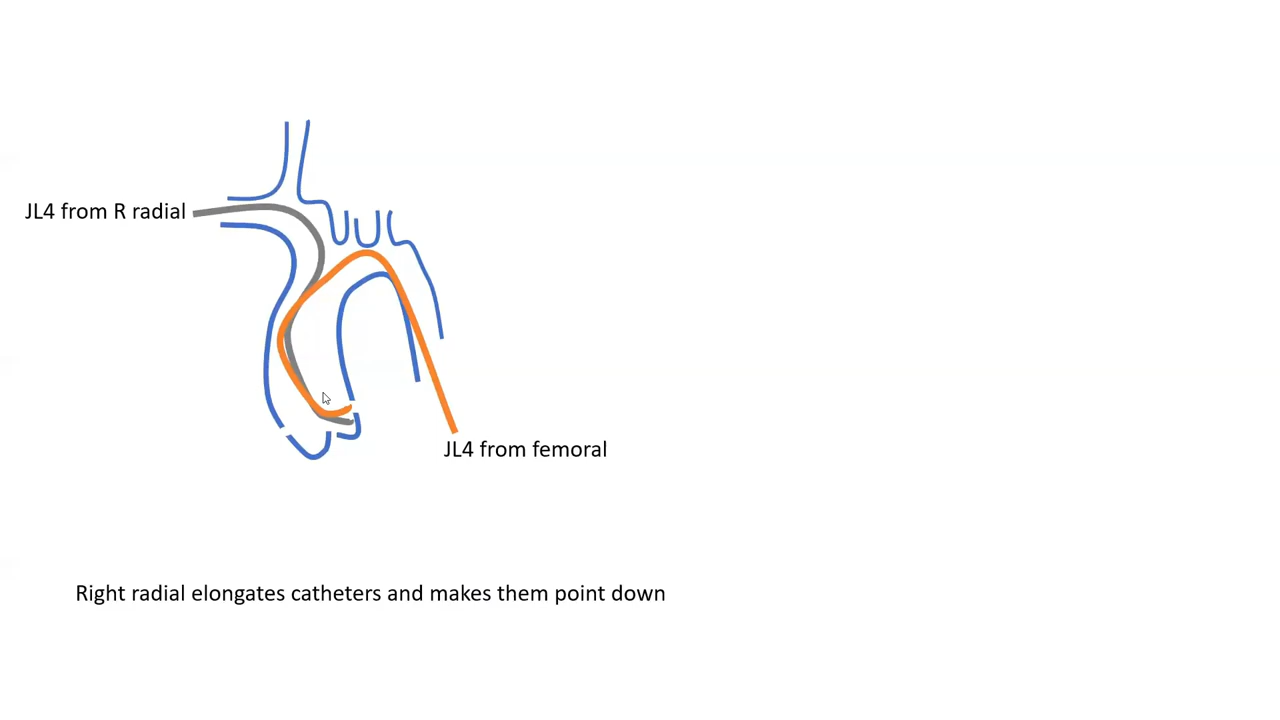 JL4 from R radial
JL4 from femoral
Right radial elongates catheters and makes them point down